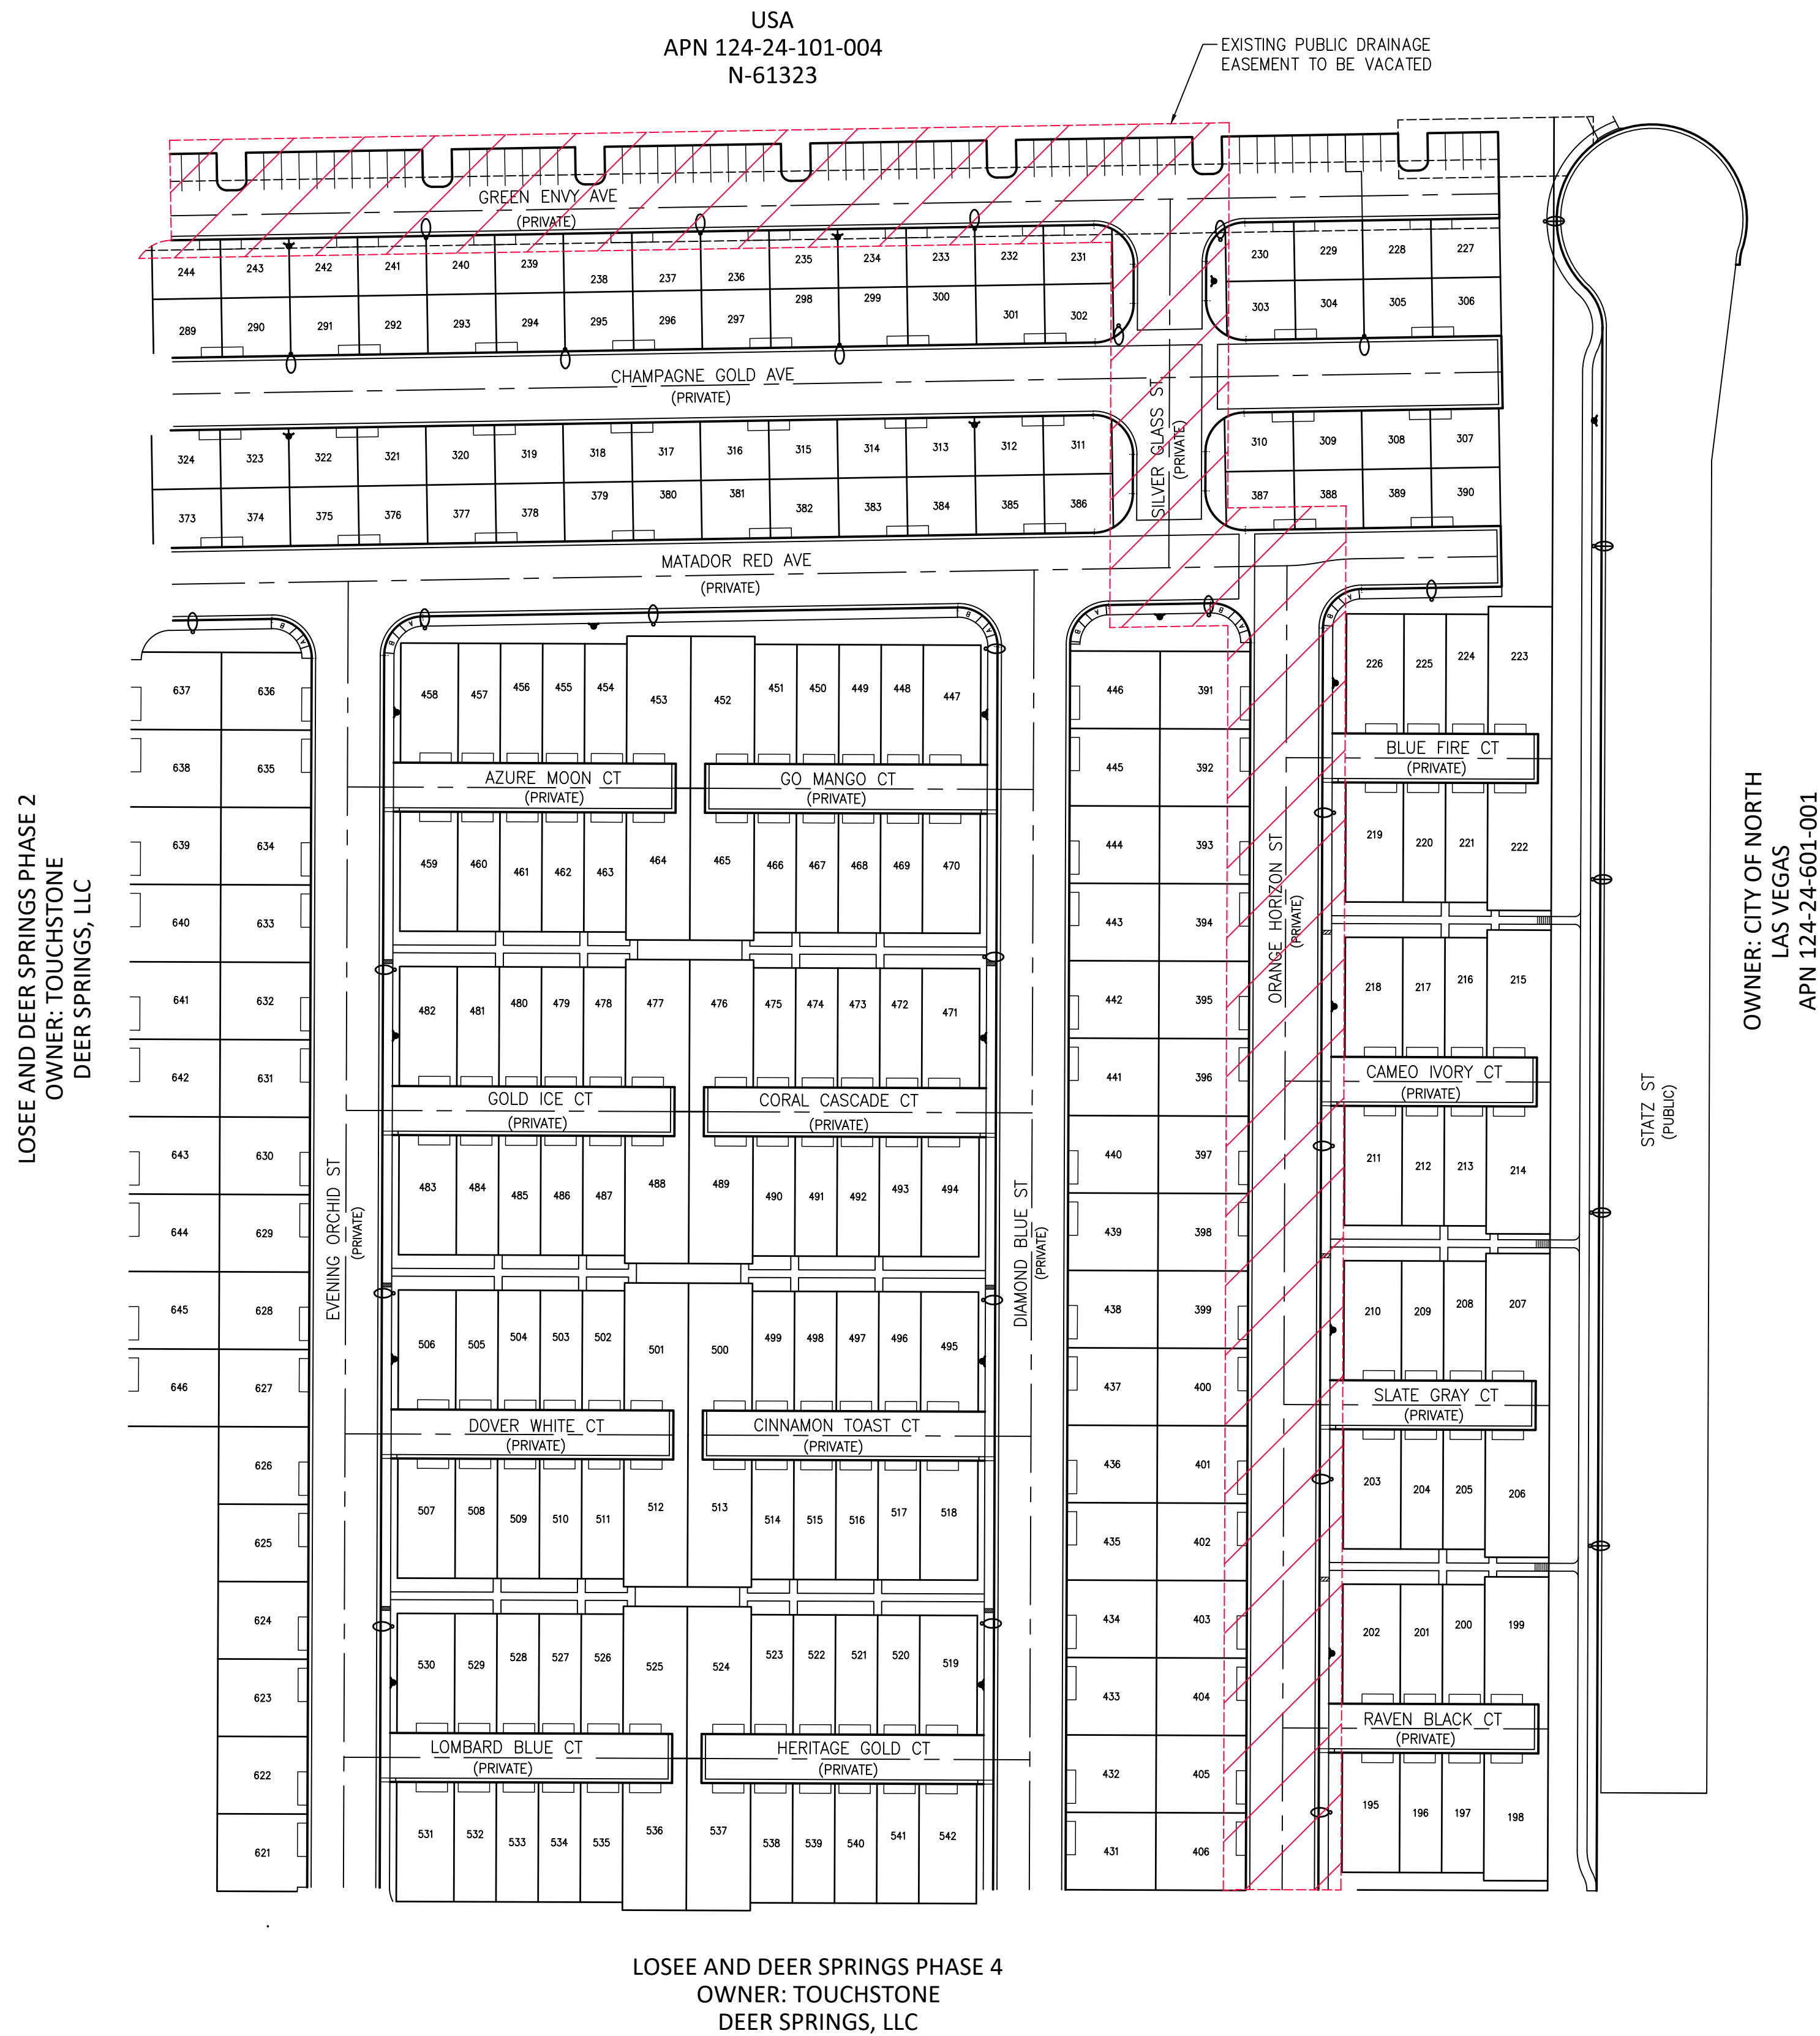 USA
APN 124-24-101-004
N-61323
EXISTING PUBLIC DRAINAGE
EASEMENT TO BE VACATED
GREEN ENVY AVE
(PRIVATE)
244 243 242 241 240 239 238 237 236 235 234 233 232 231 230 229 228 227
289 290 291 292 293 294 295 296 297 298 299 300 301 302 303 304 305 306
CHAMPAGNE GOLD AVE
(PRIVATE)
SILVER GLASS ST
(PRIVATE)
324 323 322 321 320 319 318 317 316 315 314 313 312 311 310 309 308 307
373 374 375 376 377 378 379 380 381 382 383 384 385 386 387 388 389 390
MATADOR RED AVE
(PRIVATE)
B A
A B
B A
B A
A B
A B
637 636 458 457 456 455 454 453 452 451 450 449 448 447 446 391 226 225 224 223
638 635 445 392
AZURE MOON CT
(PRIVATE)
GO MANGO CT
(PRIVATE)
BLUE FIRE CT
(PRIVATE)
639 634 459 460 461 462 463 464 465 466 467 468 469 470 444 393 219 220 221 222
640 633 443 394
641 632 482 481 480 479 478 477 476 475 474 473 472 471 442 395 218 217 216 215
642 631 441 396
GOLD ICE CT
(PRIVATE)
CORAL CASCADE CT
(PRIVATE)
CAMEO IVORY CT
(PRIVATE)
643 630 483 484 485 486 487 488 489 490 491 492 493 494 440 397 211 212 213 214
644 629 439 398
645 628 506 505 504 503 502 501 500 499 498 497 496 495 438 399 210 209 208 207
646 627 437 400
DOVER WHITE CT
(PRIVATE)
CINNAMON TOAST CT
(PRIVATE)
SLATE GRAY CT
(PRIVATE)
626 436 401
507 508 509 510 511 512 513 514 515 516 517 518 203 204 205 206
625 435 402
624 434 403
530 529 528 527 526 525 524 523 522 521 520 519 202 201 200 199
623 433 404
LOMBARD BLUE CT
(PRIVATE)
HERITAGE GOLD CT
(PRIVATE)
RAVEN BLACK CT
(PRIVATE)
622 432 405
531 532 533 534 535 536 537 538 539 540 541 542 195 196 197 198
621 431 406
EVENING ORCHID ST
(PRIVATE)
DIAMOND BLUE ST
(PRIVATE)
ORANGE HORIZON ST
(PRIVATE)
STATZ ST
(PUBLIC)
LOSEE AND DEER SPRINGS PHASE 2
OWNER: TOUCHSTONE
DEER SPRINGS, LLC
OWNER: CITY OF NORTH
LAS VEGAS
APN 124-24-601-001
LOSEE AND DEER SPRINGS PHASE 4
OWNER: TOUCHSTONE
DEER SPRINGS, LLC